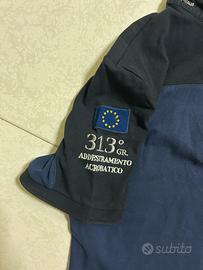 313° GR.
ADDESTRAMENTO
ACROBATICO
subito